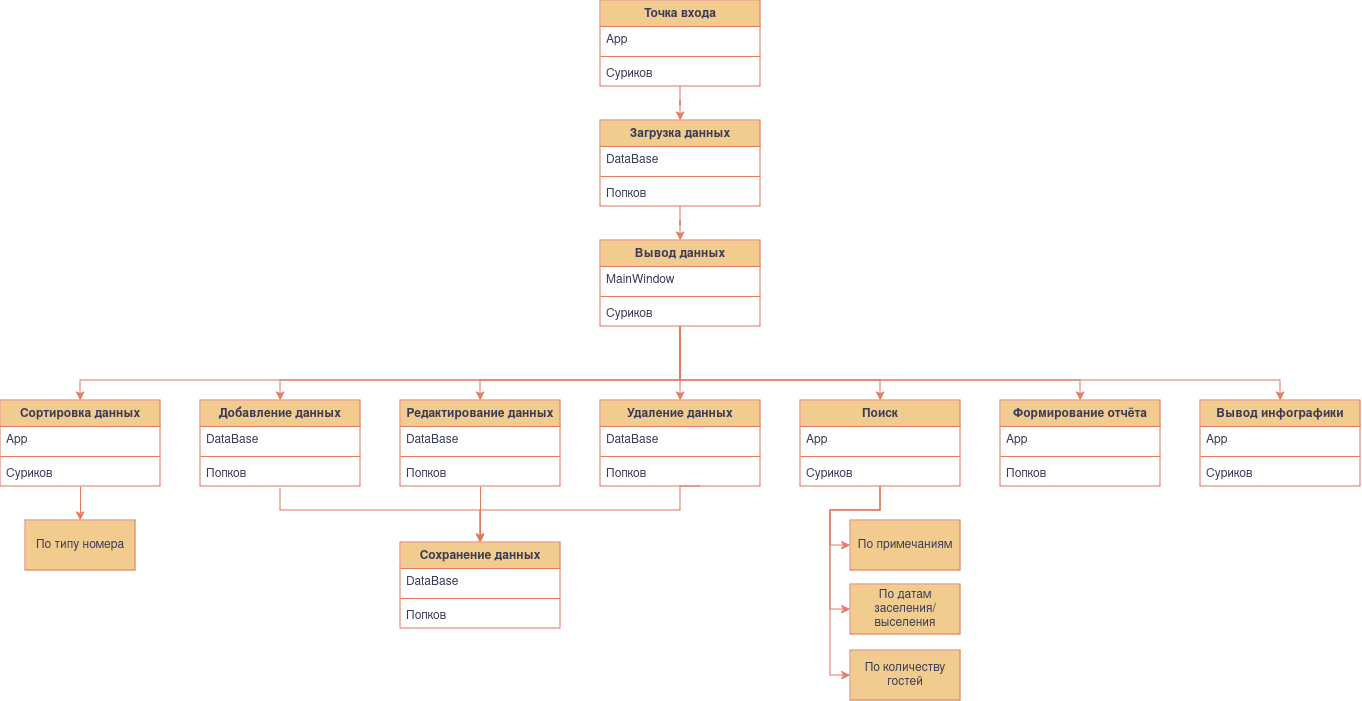 Точка входа
App
Суриков
Загрузка данных
DataBase
Попков
Вывод данных
MainWindow
Суриков
Сортировка данных
App
Суриков
Добавление данных
DataBase
Попков
Редактирование данных
DataBase
Попков
Удаление данных
DataBase
Попков
Поиск
App
Суриков
Формирование отчёта
App
Попков
Вывод инфографики
App
Суриков
По типу номера
Сохранение данных
DataBase
Попков
По примечаниям
По датам
заселения/
выселения
По количеству
гостей